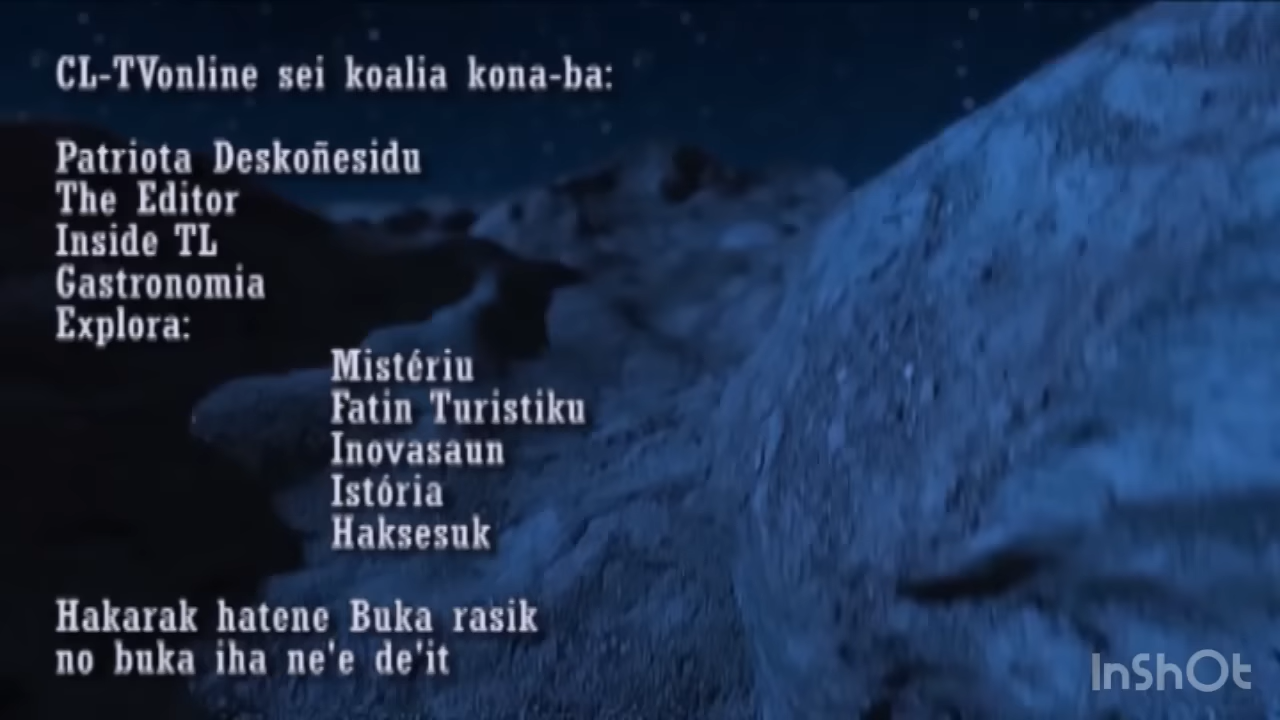 CL-TVonline sei koalia kona-ba:
Patriota Deskoñesidu
The Editor
Inside TL
Gastronomia
Explora:
Mistériu
Fatin Turistiku
Inovasaun
Istória
Haksesuk
Hakarak hatene Buka rasik
no buka iha ne'e de'it
InShOt